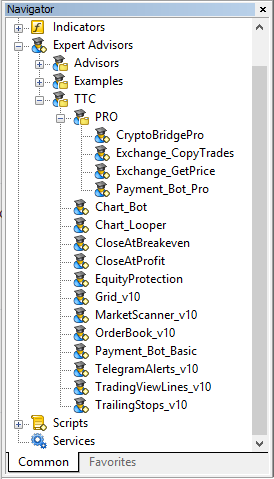 Navigator
Indicators
Expert Advisors
Advisors
Examples
TTC
PRO
CryptoBridgePro
Exchange_CopyTrades
Exchange_GetPrice
Payment_Bot_Pro
Chart_Bot
Chart_Looper
CloseAtBreakeven
CloseAtProfit
EquityProtection
Grid_v10
MarketScanner_v10
OrderBook_v10
Payment_Bot_Basic
TelegramAlerts_v10
TradingViewLines_v10
TrailingStops_v10
Scripts
Services
Common Favorites